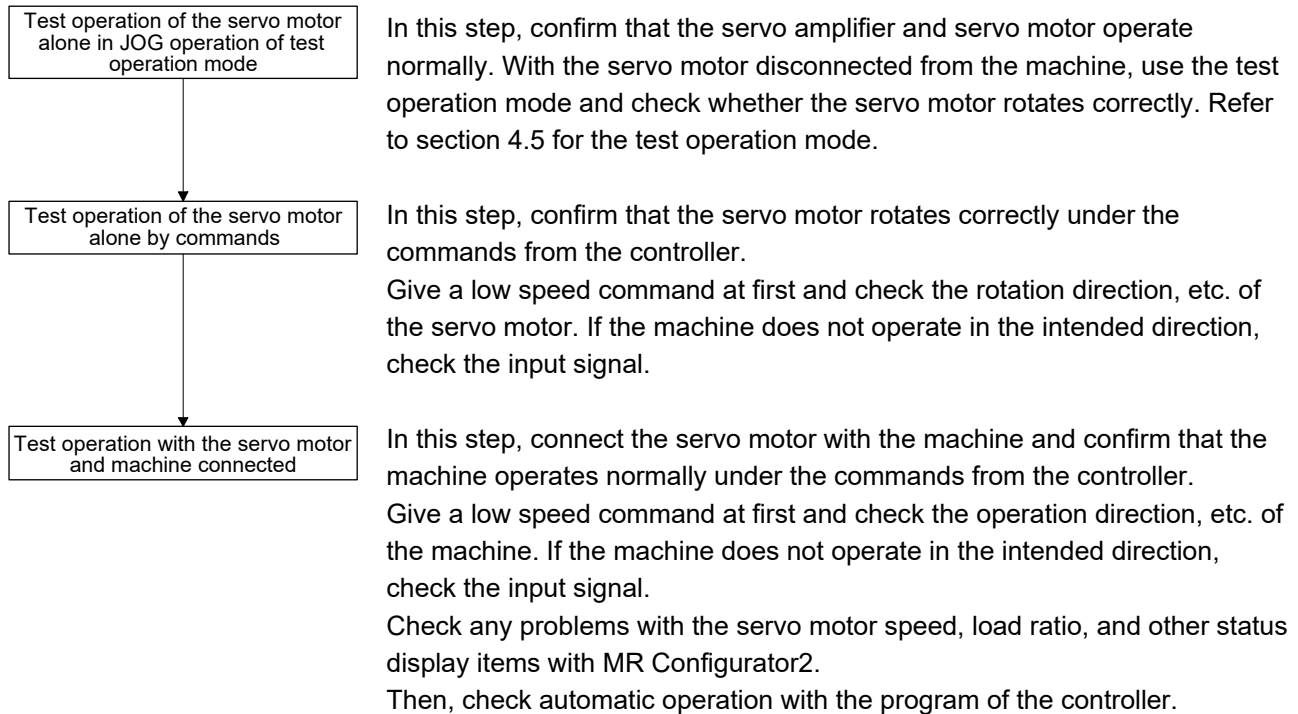 Test operation of the servo motor
alone in JOG operation of test
operation mode
In this step, confirm that the servo amplifier and servo motor operate
normally. With the servo motor disconnected from the machine, use the test
operation mode and check whether the servo motor rotates correctly. Refer
to section 4.5 for the test operation mode.
Test operation of the servo motor
alone by commands
In this step, confirm that the servo motor rotates correctly under the
commands from the controller.
Give a low speed command at first and check the rotation direction, etc. of
the servo motor. If the machine does not operate in the intended direction,
check the input signal.
Test operation with the servo motor
and machine connected
In this step, connect the servo motor with the machine and confirm that the
machine operates normally under the commands from the controller.
Give a low speed command at first and check the operation direction, etc. of
the machine. If the machine does not operate in the intended direction,
check the input signal.
Check any problems with the servo motor speed, load ratio, and other status
display items with MR Configurator2.
Then, check automatic operation with the program of the controller.